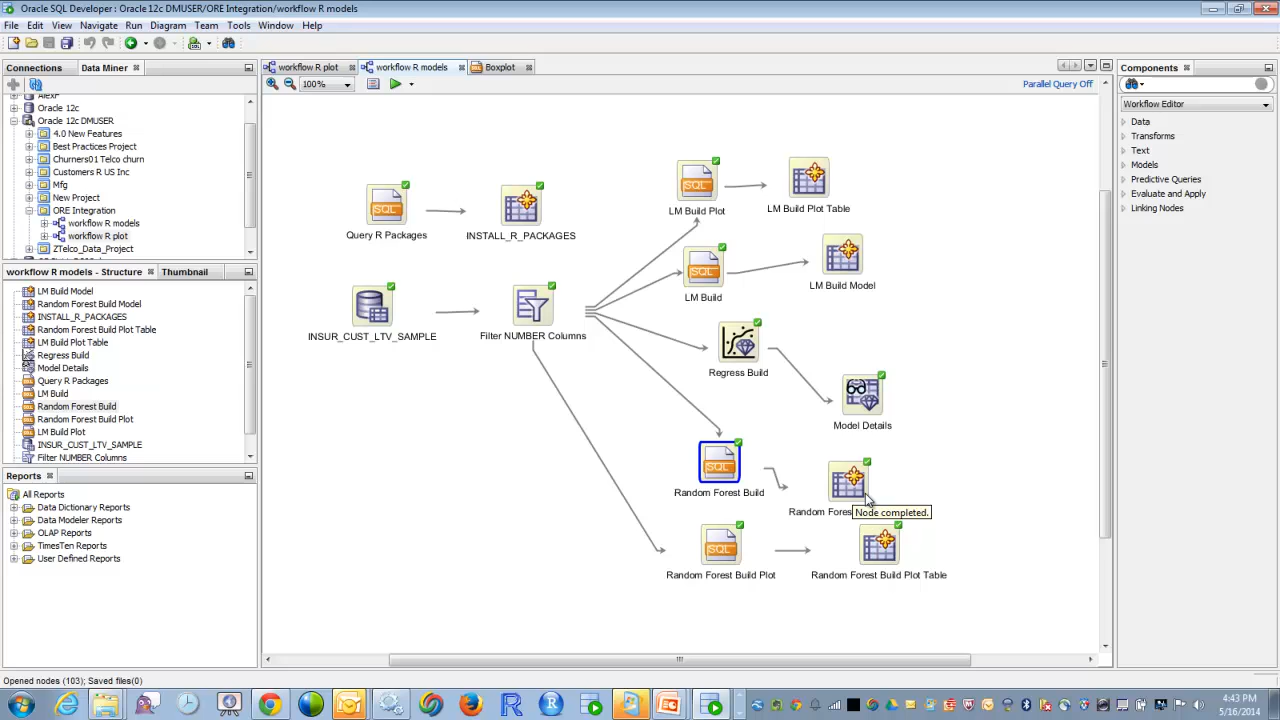 Oracle SQL Developer : Oracle 12c DMUSER/ORE Integration/workflow R models
File Edit View Navigate Run Diagram Team Tools Window Help
Connections Data Miner
Oracle 12c
Oracle 12c DMUSER
4.0 New Features
Best Practices Project
Churners01 Telco churn
Customers R US Inc
Mfg
New Project
ORE Integration
workflow R models
workflow R plot
ZTelco_Data_Project
workflow R models - Structure Thumbnail
LM Build Model
Random Forest Build Model
INSTALL_R_PACKAGES
Random Forest Build Plot Table
LM Build Plot Table
Regress Build
Model Details
Query R Packages
LM Build
Random Forest Build
Random Forest Build Plot
LM Build Plot
INSUR_CUST_LTV_SAMPLE
Filter NUMBER Columns
Reports
All Reports
Data Dictionary Reports
Data Modeler Reports
OLAP Reports
TimesTen Reports
User Defined Reports
workflow R plot workflow R models Boxplot
100%
Parallel Query Off
SQL
LM Build Plot
LM Build Plot Table
SQL
Query R Packages
INSTALL_R_PACKAGES
SQL
LM Build
LM Build Model
INSUR_CUST_LTV_SAMPLE
Filter NUMBER Columns
Regress Build
Model Details
SQL
Random Forest Build
Random Fores
Node completed.
SQL
Random Forest Build Plot
Random Forest Build Plot Table
Components
Workflow Editor
Data
Transforms
Text
Models
Predictive Queries
Evaluate and Apply
Linking Nodes
Opened nodes (103); Saved files(0)
4:43 PM
5/16/2014